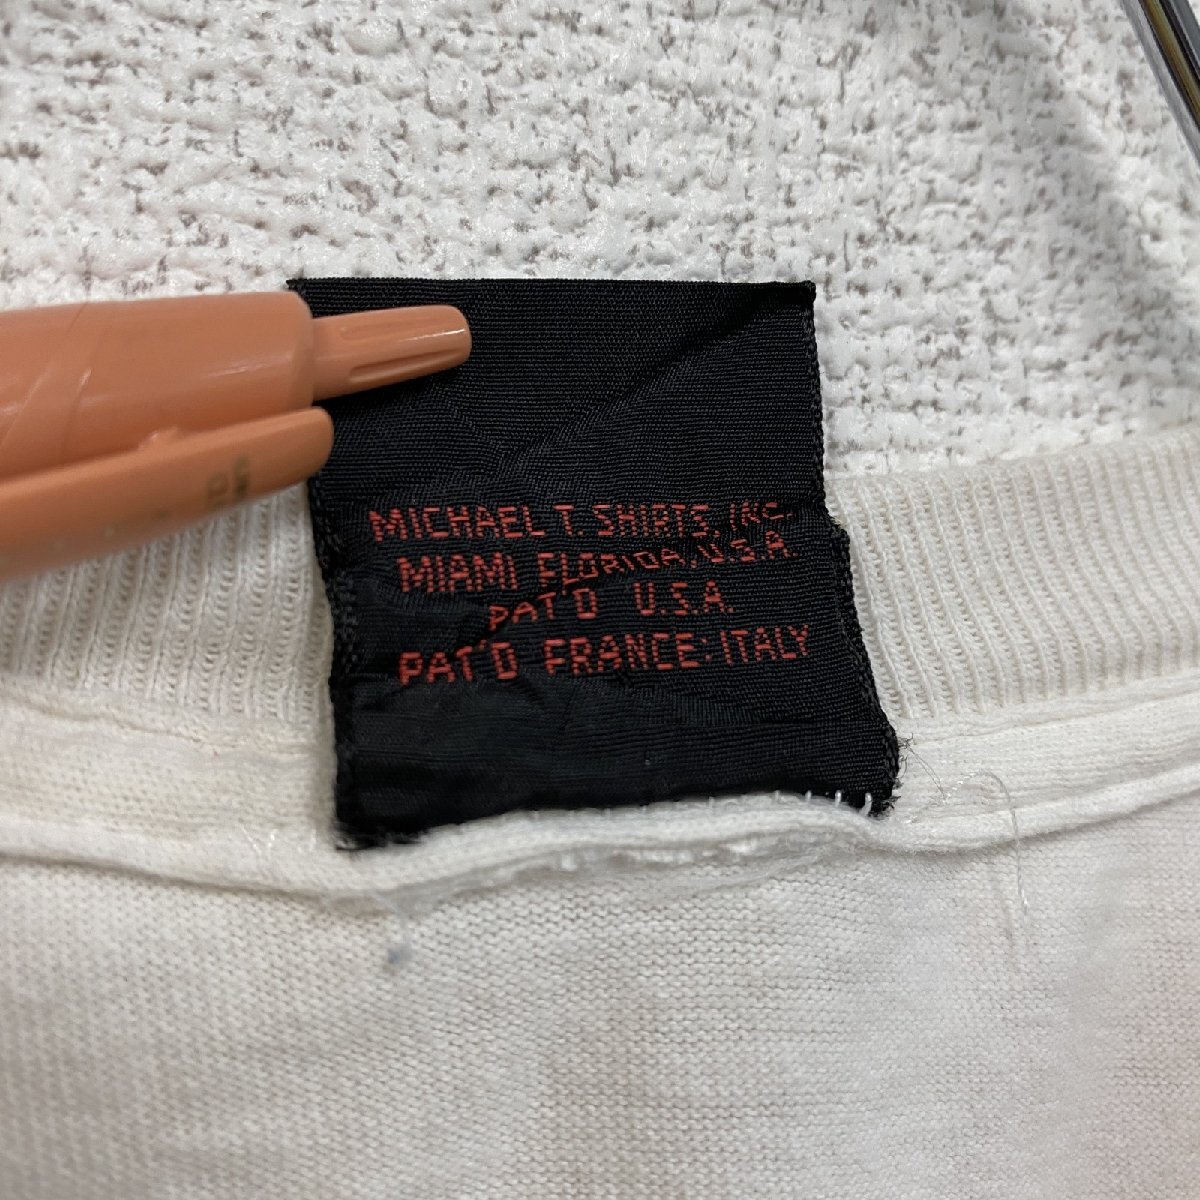 MICHAEL T. SHIRTS, INC.
MIAMI FLORIDA, U.S.A.
PAT'D U.S.A.
PAT'D FRANCE: ITALY